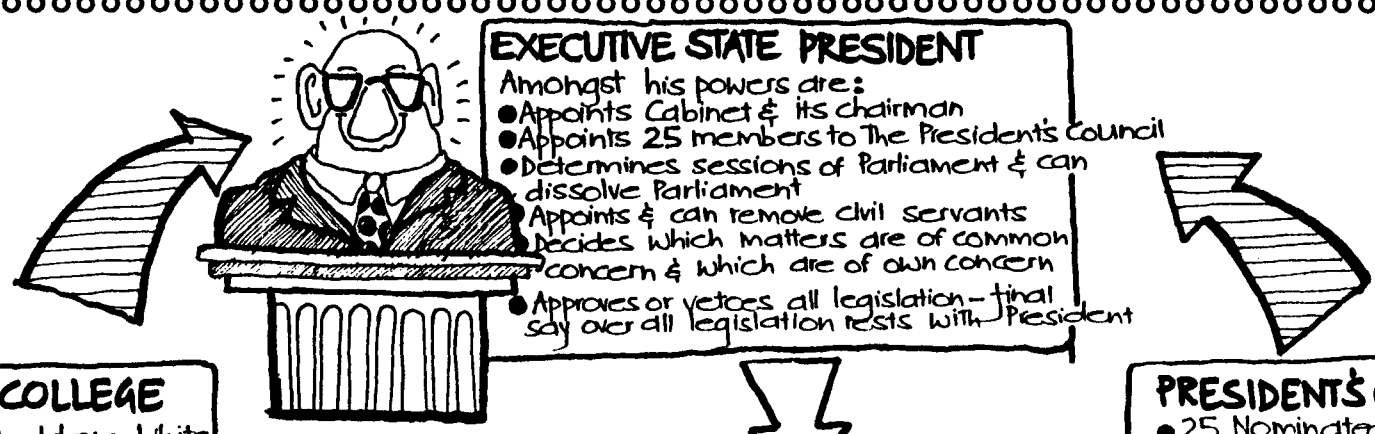 EXECUTIVE STATE PRESIDENT
Amongst his powers are:
●Appoints Cabinet & its chairman
●Appoints 25 members to The President's Council
●Determines sessions of Parliament & can
dissolve Parliament
Appoints & can remove civil servants
Decides which matters are of common
concern & which are of own concern
●Approves or vetoes all legislation – final
say over all legislation rests with President
COLLEGE
PRESIDENT'S
●25 Nominated